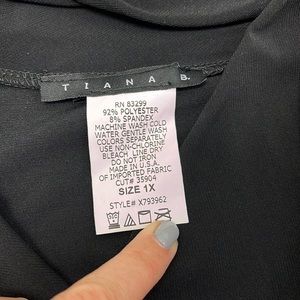 TIANA B.
RN 83299
92% POLYESTER
8% SPANDEX
MACHINE WASH COLD
WATER GENTLE WASH
COLORS SEPARATELY
USE NON-CHLORINE
BLEACH LINE DRY
DO NOT IRON
MADE IN U.S.A.
OF IMPORTED FABRIC
CUT# 35904
SIZE 1X
STYLE# X793962